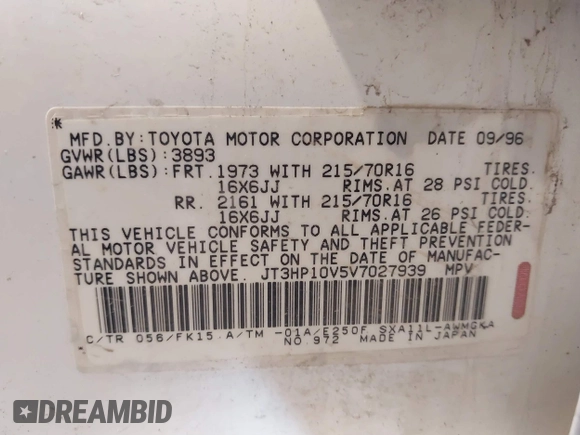 MFD.BY:TOYOTA MOTOR CORPORATION DATE 09/96
GVWR(LBS):3893
GAWR(LBS):FRT.1973 WITH 215/70R16 TIRES.
16X6JJ RIMS.AT 28 PSI COLD.
RR. 2161 WITH 215/70R16 TIRES.
16X6JJ RIMS.AT 26 PSI COLD.
THIS VEHICLE CONFORMS TO ALL APPLICABLE FEDER-
AL MOTOR VEHICLE SAFETY AND THEFT PREVENTION
STANDARDS IN EFFECT ON THE DATE OF MANUFAC-
TURE SHOWN ABOVE. JT3HP10V5V7027939 MPV
C/TR 056/FK15 A/TM -01A/E250F SXA11L-AWMGKA
NO.972 MADE IN JAPAN
DREAMBID